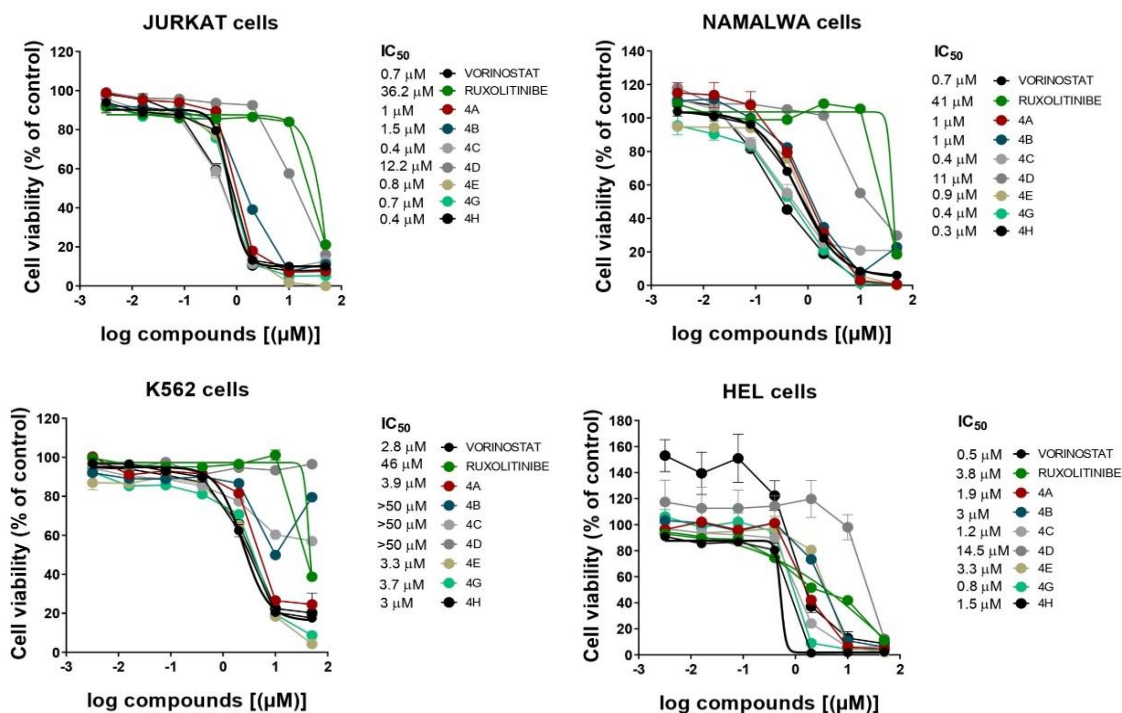 JURKAT cells
Cell viability (% of control)
120
100
80
60
40
20
0
-3 -2 -1 0 1 2
log compounds [(µM)]
IC50
0.7 µM VORINOSTAT
36.2 µM RUXOLITINIBE
1 µM 4A
1.5 µM 4B
0.4 µM 4C
12.2 µM 4D
0.8 µM 4E
0.7 µM 4G
0.4 µM 4H
NAMALWA cells
Cell viability (% of control)
140
120
100
80
60
40
20
0
-3 -2 -1 0 1 2
log compounds [(µM)]
IC50
0.7 µM VORINOSTAT
41 µM RUXOLITINIBE
1 µM 4A
1 µM 4B
0.4 µM 4C
11 µM 4D
0.9 µM 4E
0.4 µM 4G
0.3 µM 4H
K562 cells
Cell viability (% of control)
120
100
80
60
40
20
0
-3 -2 -1 0 1 2
log compounds [(µM)]
IC50
2.8 µM VORINOSTAT
46 µM RUXOLITINIBE
3.9 µM 4A
>50 µM 4B
>50 µM 4C
>50 µM 4D
3.3 µM 4E
3.7 µM 4G
3 µM 4H
HEL cells
Cell viability (% of control)
180
160
140
120
100
80
60
40
20
0
-3 -2 -1 0 1 2
log compounds [(µM)]
IC50
0.5 µM VORINOSTAT
3.8 µM RUXOLITINIBE
1.9 µM 4A
3 µM 4B
1.2 µM 4C
14.5 µM 4D
3.3 µM 4E
0.8 µM 4G
1.5 µM 4H